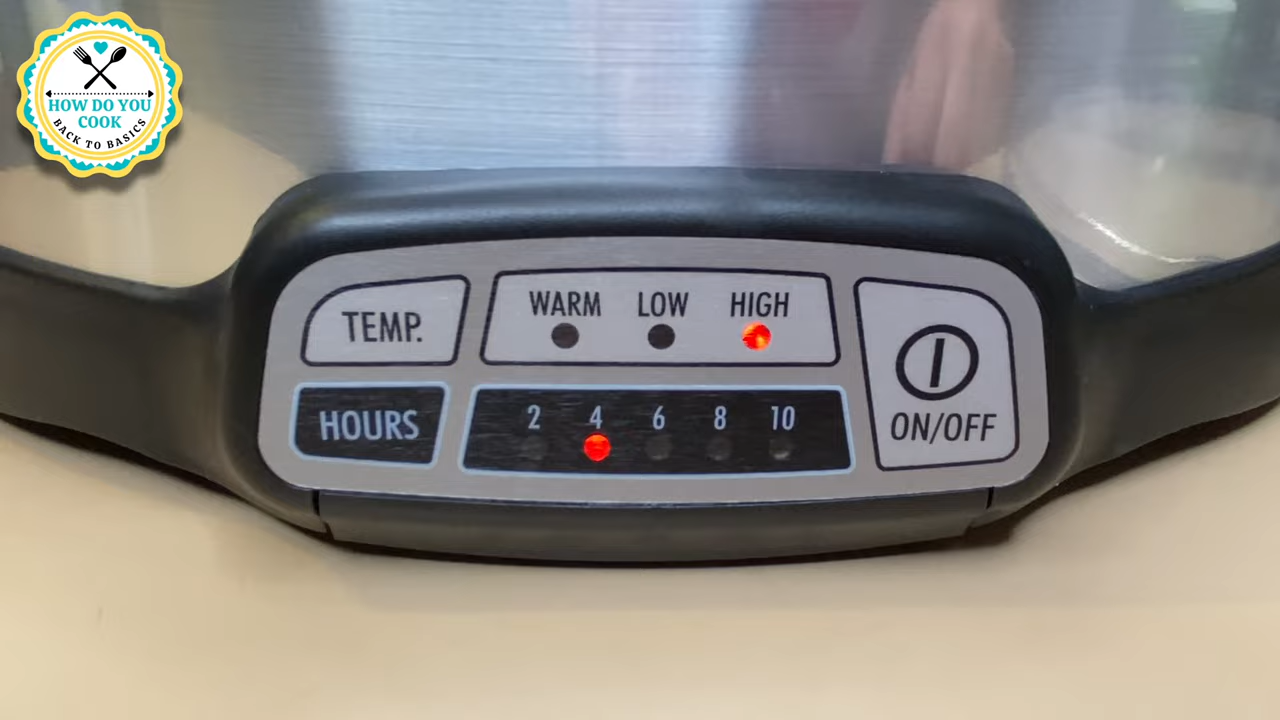 HOW DO YOU
COOK
BACK TO BASICS
TEMP.
WARM LOW HIGH
HOURS
2 4 6 8 10
ON/OFF